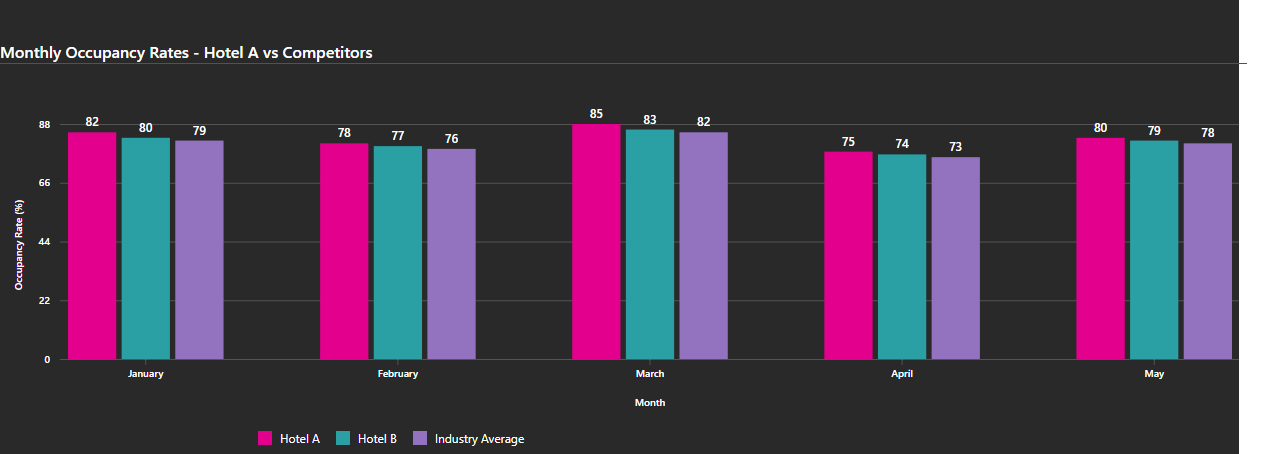 Monthly Occupancy Rates - Hotel A vs Competitors
88
66
44
22
0
Occupancy Rate (%)
82 80 79
78 77 76
85 83 82
75 74 73
80 79 78
January February March April May
Month
Hotel A Hotel B Industry Average